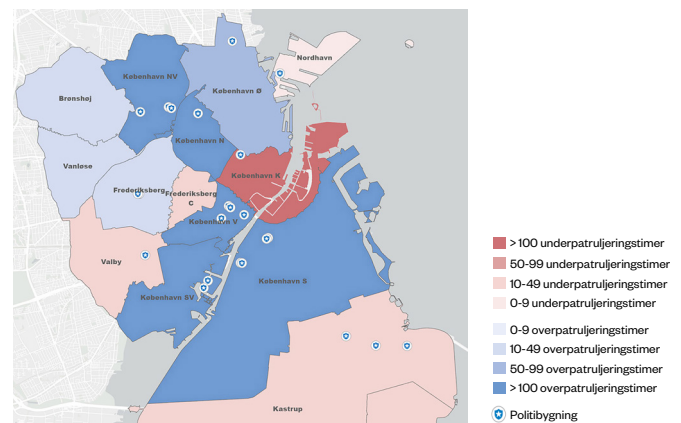 Nordhavn
København NV
København Ø
Brønshøj
København N
Vanløse
København K
Frederiksberg
Frederiksberg
C
København V
Valby
København S
København SV
Kastrup
> 100 underpatruljeringstimer
50-99 underpatruljeringstimer
10-49 underpatruljeringstimer
0-9 underpatruljeringstimer
0-9 overpatruljeringstimer
10-49 overpatruljeringstimer
50-99 overpatruljeringstimer
> 100 overpatruljeringstimer
Politibygning